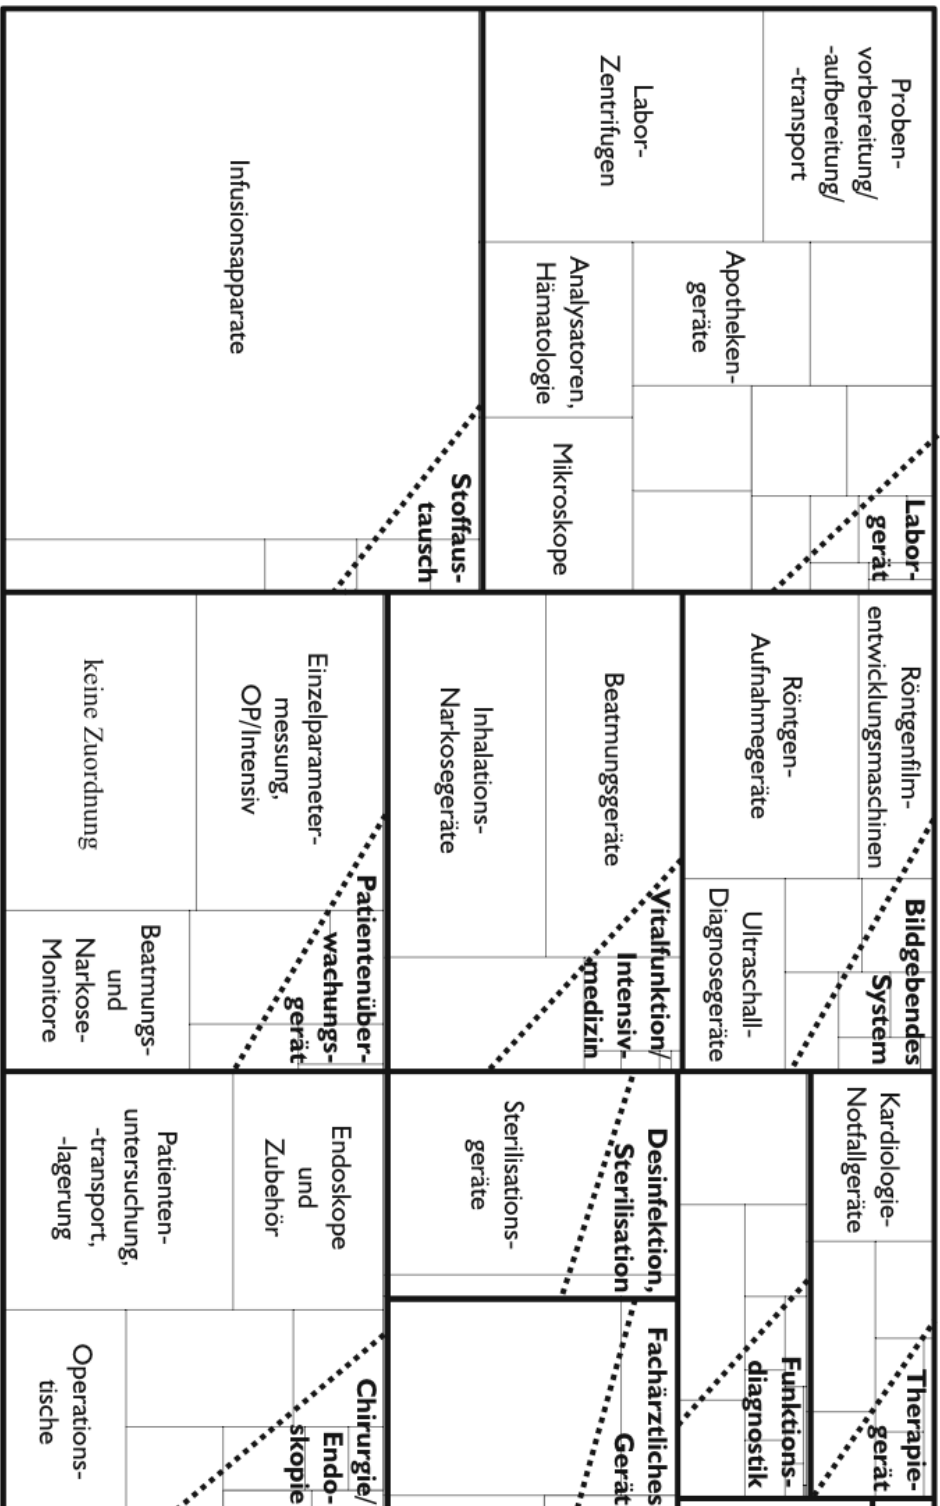 Proben-
vorbereitung/
-aufbereitung/
-transport
Labor-
gerät
Labor-
Zentrifugen
Apotheken-
geräte
Analysatoren,
Hämatologie
Mikroskope
Röntgenfilm-
entwicklungsmaschinen
Bildgebendes
System
Röntgen-
Aufnahmegeräte
Ultraschall-
Diagnosegeräte
Kardiologie-
Notfallgeräte
Therapie-
gerät
Funktions-
diagnostik
Beatmungsgeräte
Vitalfunktion/
Intensiv-
medizin
Inhalations-
Narkosegeräte
Desinfektion,
Sterilisation
Sterilisations-
geräte
Fachärztliches
Gerät
Infusionsapparate
Stoffaus-
tausch
Einzelparameter-
messung,
OP/Intensiv
Patientenüber-
wachungs-
gerät
keine Zuordnung
Beatmungs-
und
Narkose-
Monitore
Endoskope
und
Zubehör
Chirurgie/
Endo-
skopie
Patienten-
untersuchung,
-transport,
-lagerung
Operations-
tische